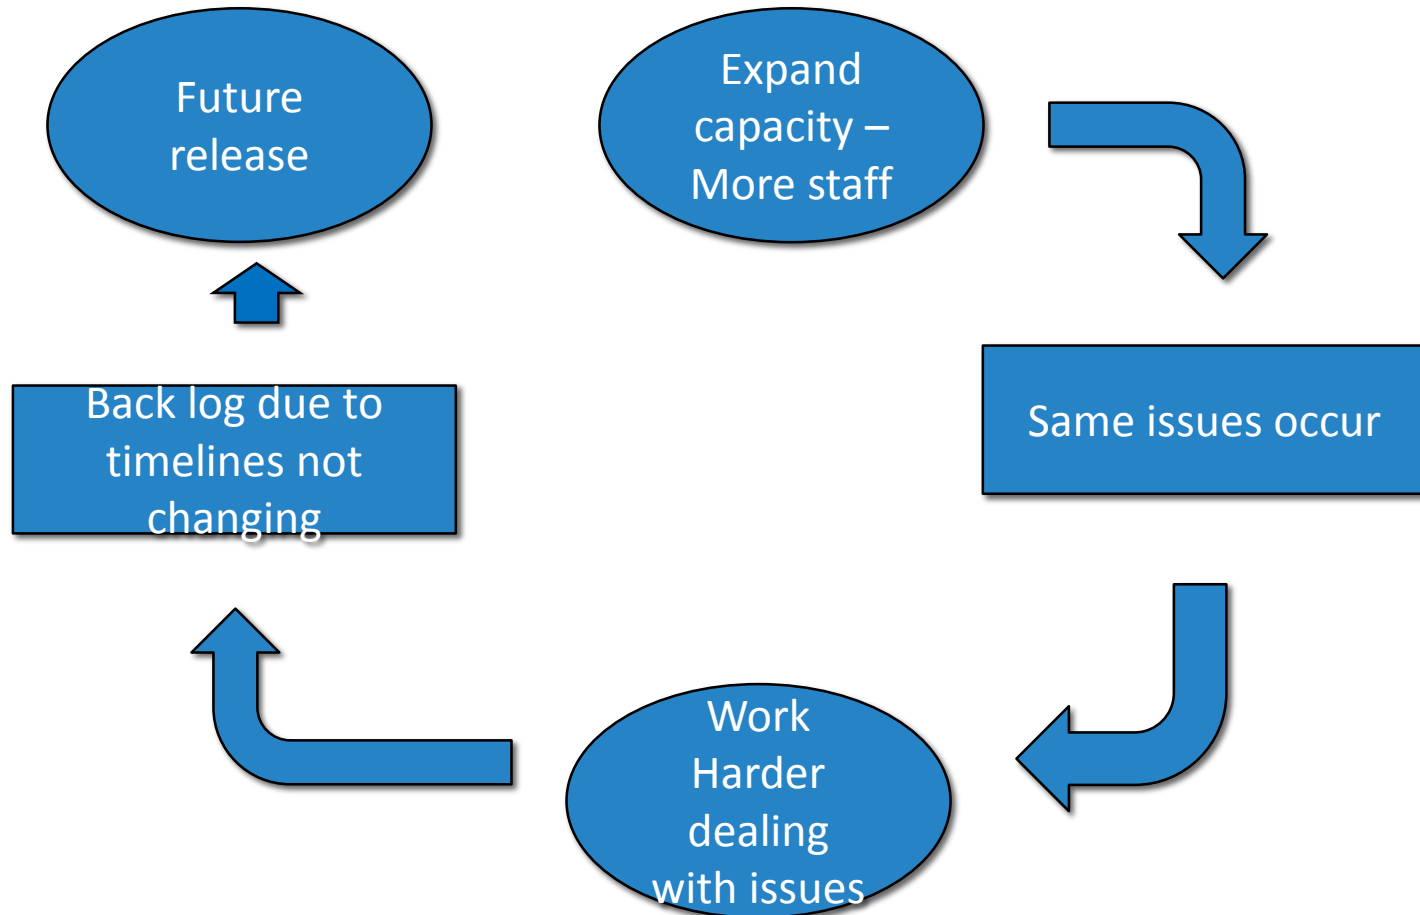 Future
release
Expand
capacity –
More staff
Same issues occur
Work
Harder
dealing
with issues
Back log due to
timelines not
changing